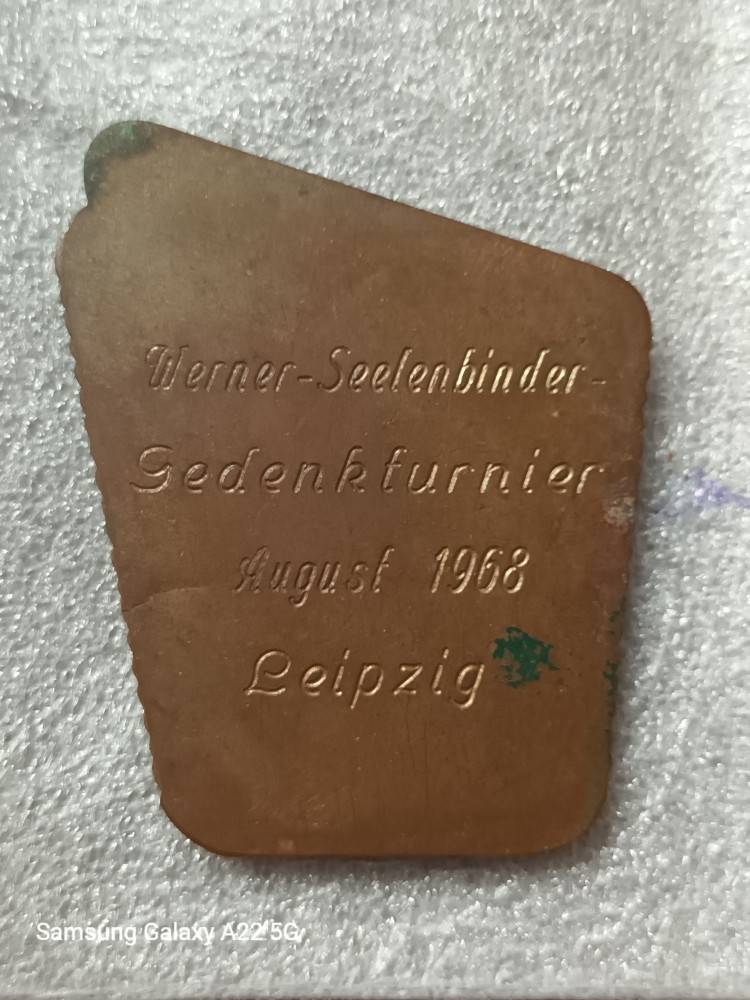 Werner-Seelenbinder-
Gedenkturnier
August 1968
Leipzig
Samsung Galaxy A22 5G